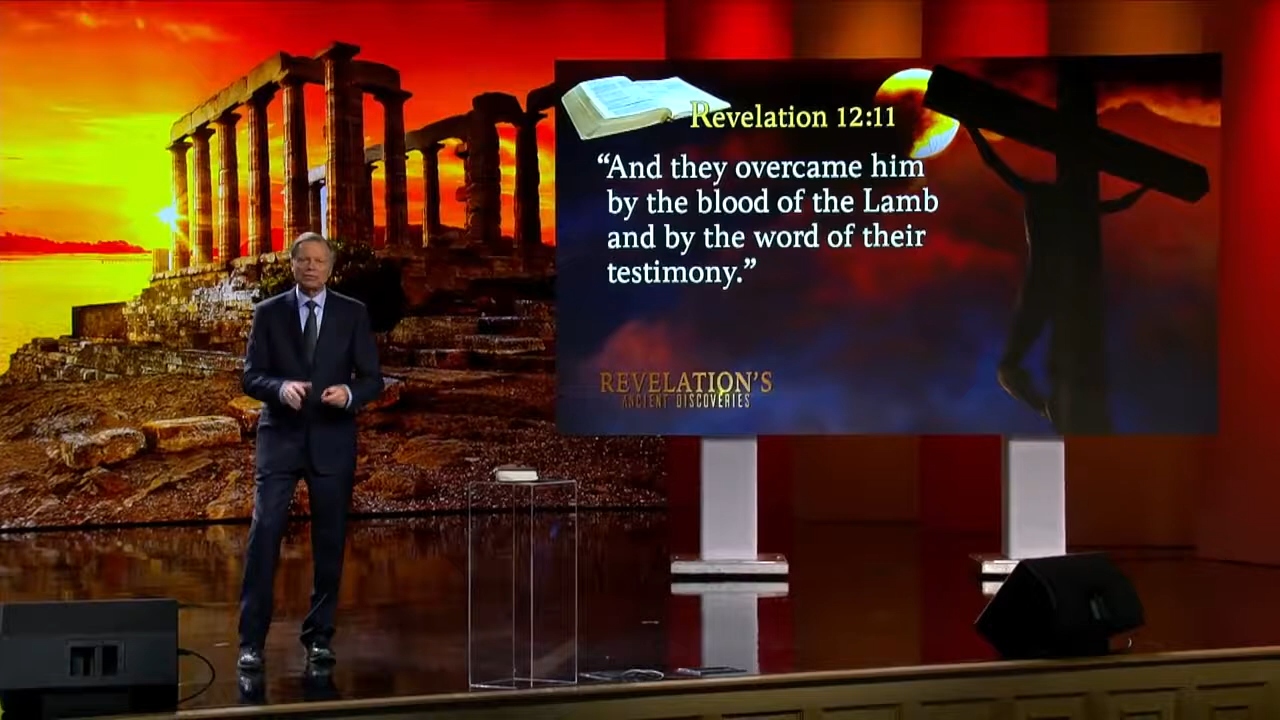 Revelation 12:11
“And they overcame him
by the blood of the Lamb
and by the word of their
testimony.”
REVELATION'S
ANCIENT DISCOVERIES